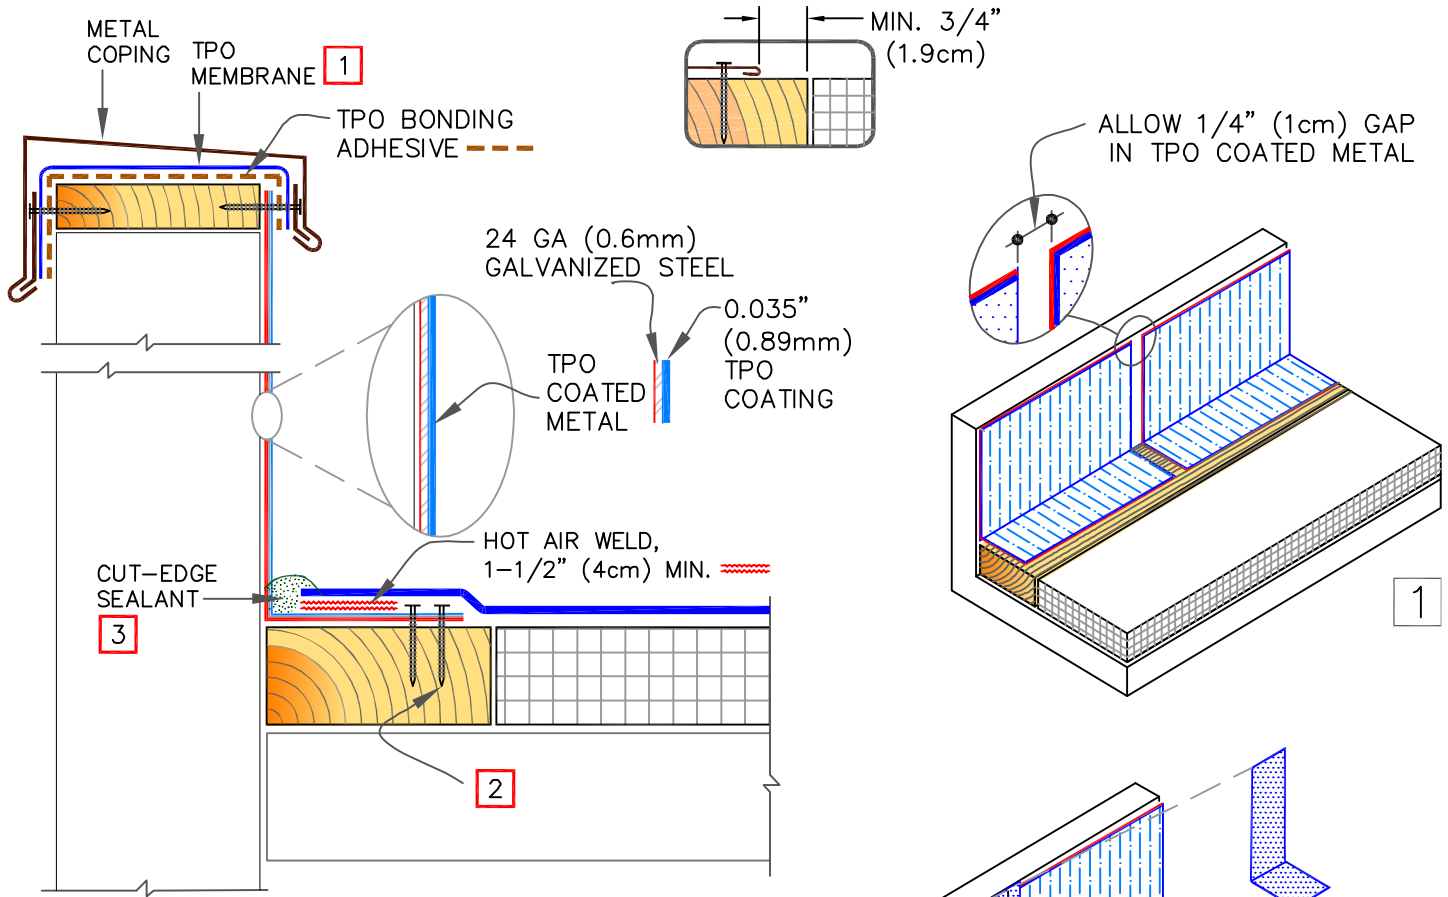 METAL
COPING
TPO
MEMBRANE
1
TPO BONDING
ADHESIVE
MIN. 3/4"
(1.9cm)
ALLOW 1/4" (1cm) GAP
IN TPO COATED METAL
24 GA (0.6mm)
GALVANIZED STEEL
0.035"
(0.89mm)
TPO
COATING
TPO
COATED
METAL
HOT AIR WELD,
1-1/2" (4cm) MIN.
CUT-EDGE
SEALANT
3
2
1